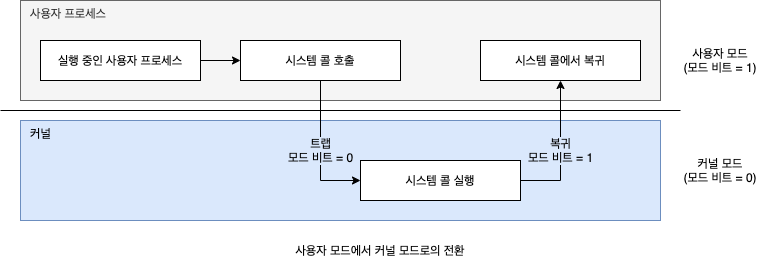 사용자 프로세스
실행 중인 사용자 프로세스
시스템 콜 호출
시스템 콜에서 복귀
사용자 모드
(모드 비트 = 1)
커널
트랩
모드 비트 = 0
복귀
모드 비트 = 1
시스템 콜 실행
커널 모드
(모드 비트 = 0)
사용자 모드에서 커널 모드로의 전환